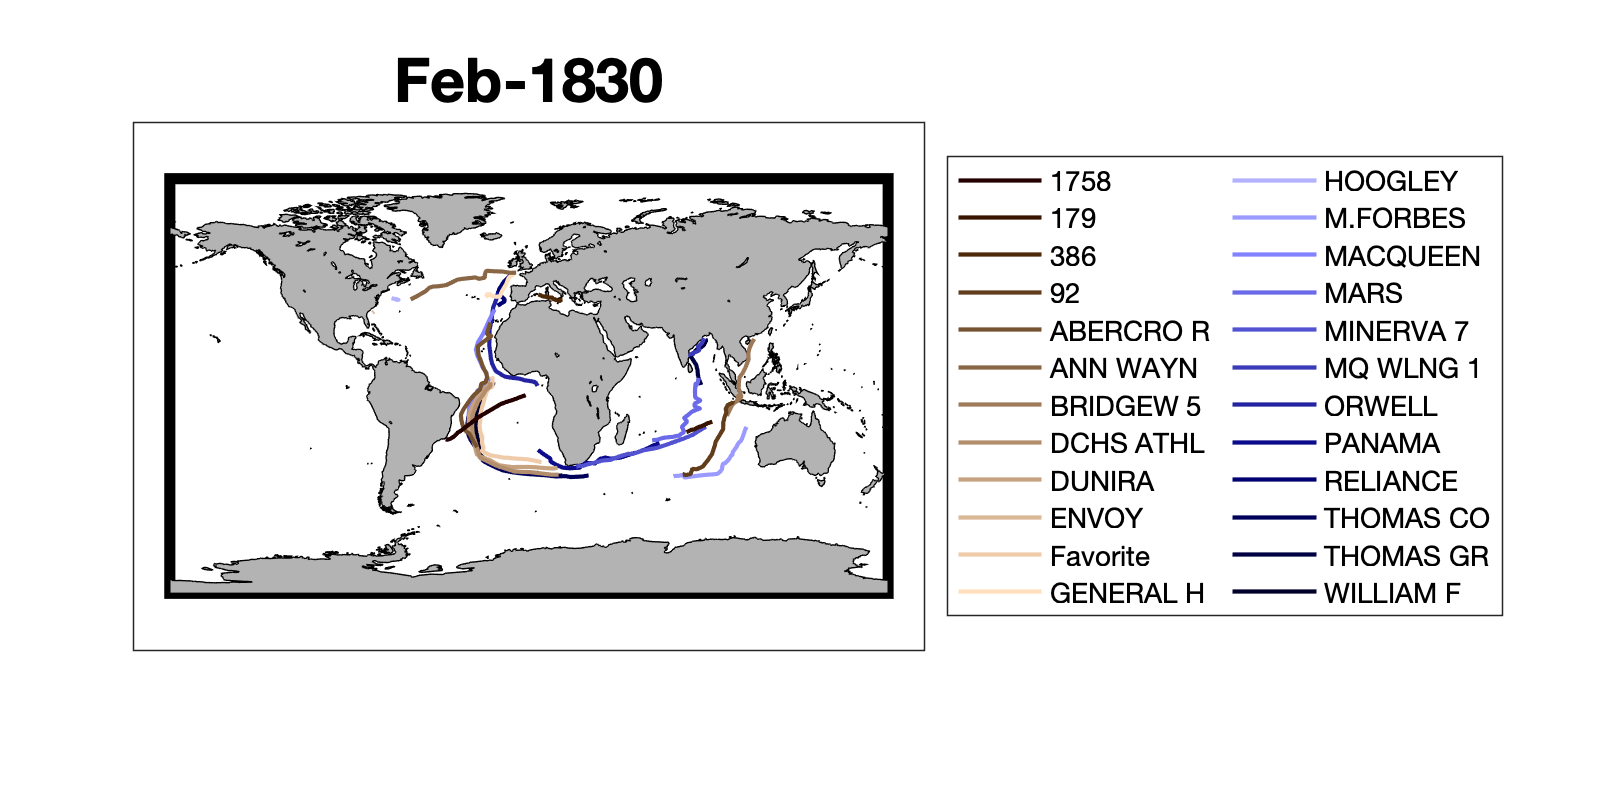 Feb-1830
1758
179
386
92
ABERCRO R
ANN WAYN
BRIDGEW 5
DCHS ATHL
DUNIRA
ENVOY
Favorite
GENERAL H
HOOGLEY
M.FORBES
MACQUEEN
MARS
MINERVA 7
MQ WLNG 1
ORWELL
PANAMA
RELIANCE
THOMAS CO
THOMAS GR
WILLIAM F